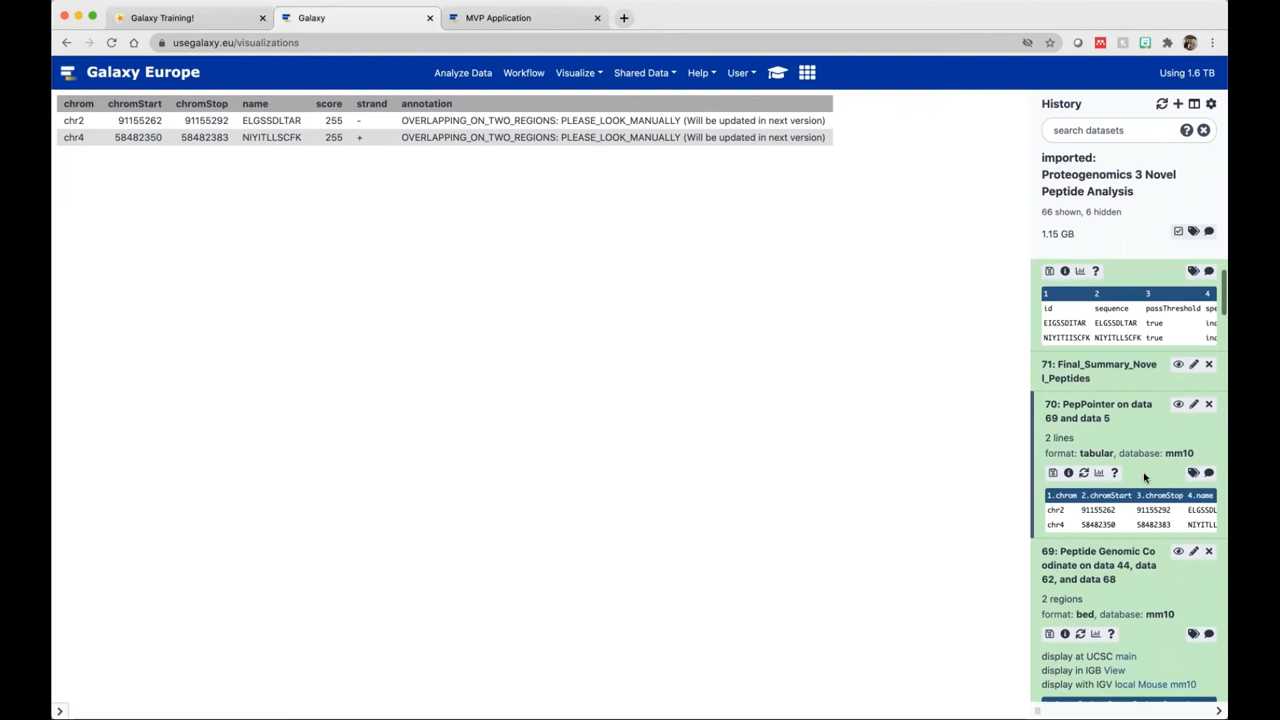 Galaxy Training!
Galaxy
MVP Application
usegalaxy.eu/visualizations
Galaxy Europe
Analyze Data Workflow Visualize Shared Data Help User
Using 1.6 TB
chrom chromStart chromStop name score strand annotation
chr2 91155262 91155292 ELGSSDLTAR 255 - OVERLAPPING_ON_TWO_REGIONS: PLEASE_LOOK_MANUALLY (Will be updated in next version)
chr4 58482350 58482383 NIYITLLSCFK 255 + OVERLAPPING_ON_TWO_REGIONS: PLEASE_LOOK_MANUALLY (Will be updated in next version)
History
search datasets
imported:
Proteogenomics 3 Novel
Peptide Analysis
66 shown, 6 hidden
1.15 GB
1 2 3 4
id sequence passThreshold spe
EIGSSDITAR ELGSSDLTAR true
NIYITIISCFK NIYITLLSCFK true
71: Final_Summary_Nove
l_Peptides
70: PepPointer on data
69 and data 5
2 lines
format: tabular, database: mm10
1.chrom 2.chromStart 3.chromStop 4.name
chr2 91155262 91155292 ELGSSDL
chr4 58482350 58482383 NIYITLL
69: Peptide Genomic Co
odinate on data 44, data
62, and data 68
2 regions
format: bed, database: mm10
display at UCSC main
display in IGB View
display with IGV local Mouse mm10